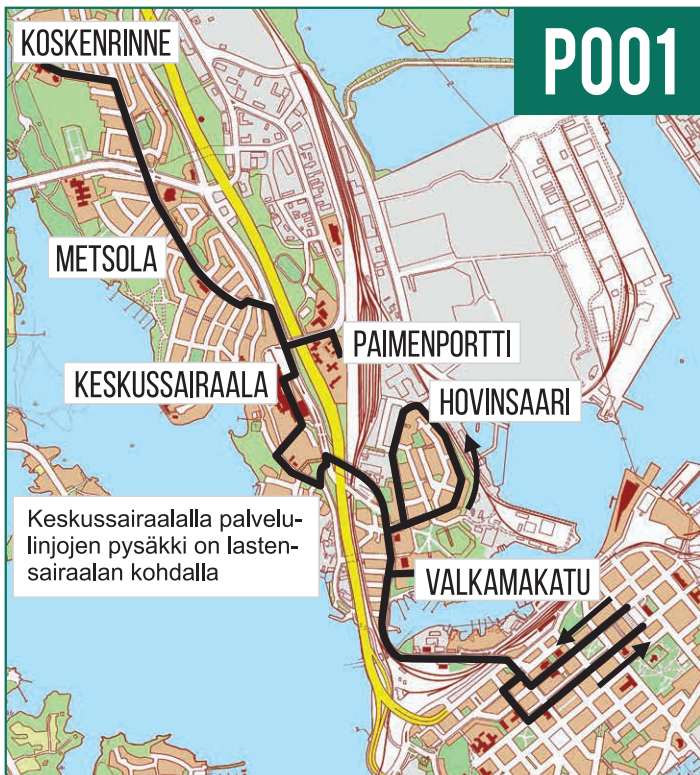 P001
KOSKENRINNE
METSOLA
PAIMENPORTTI
KESKUSSAIRAALA
HOVINSAARI
Keskussairaalalla palvelu-
linjojen pysäkki on lasten-
sairaalan kohdalla
VALKAMAKATU